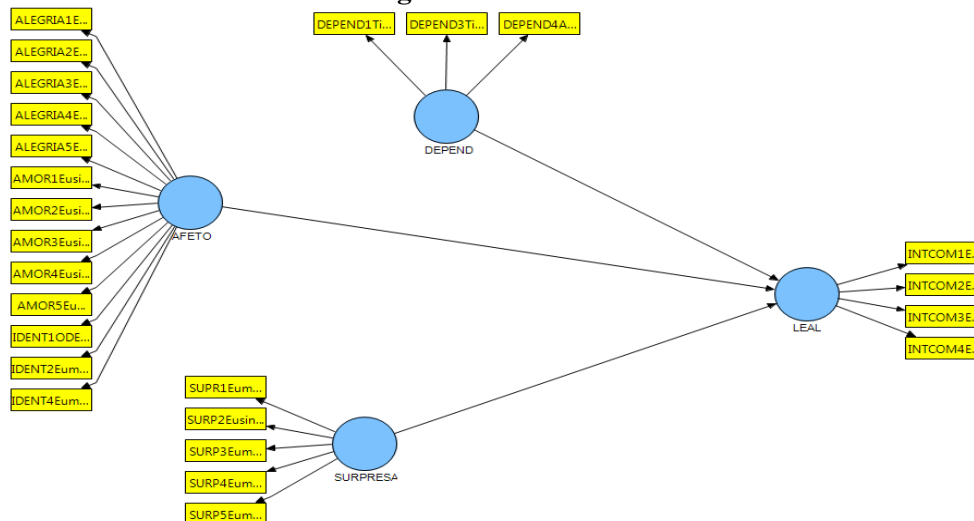 ALEGRIA1E...
ALEGRIA2E...
ALEGRIA3E...
ALEGRIA4E...
ALEGRIA5E...
AMOR1Eusi...
AMOR2Eusi...
AMOR3Eusi...
AMOR4Eusi...
AMOR5Eu...
IDENT1ODE...
IDENT2Eum...
IDENT4Eum...
AFETO
DEPEND1Ti...
DEPEND3Ti...
DEPEND4A...
DEPEND
SUPR1Eum...
SURP2Eusin...
SURP3Eum...
SURP4Eum...
SURP5Eum...
SURPRESA
LEAL
INTCOM1E...
INTCOM2E...
INTCOM3E...
INTCOM4E...